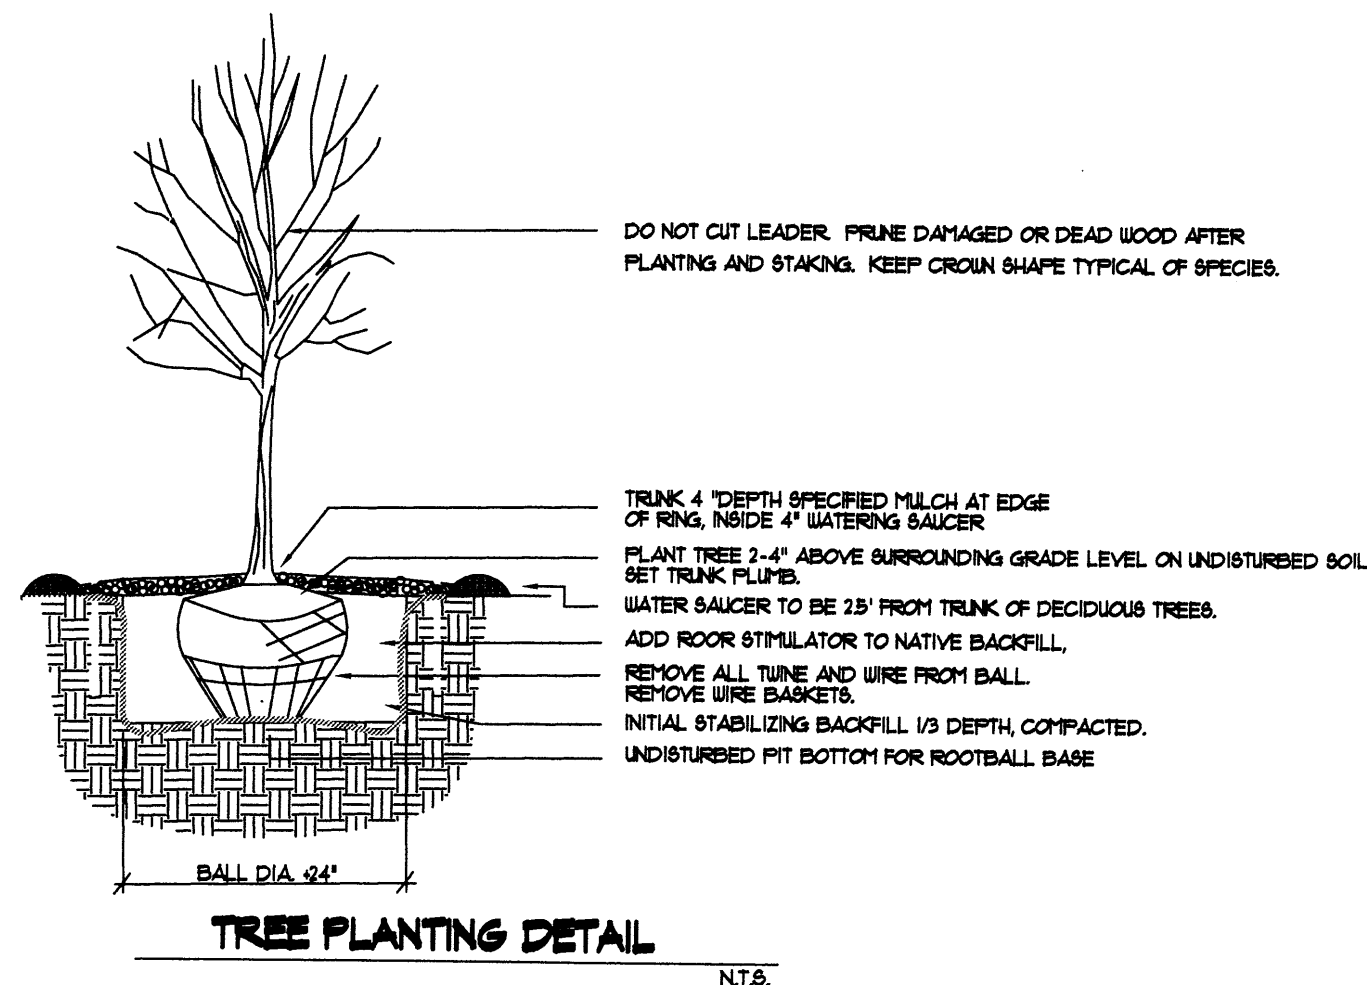 DO NOT CUT LEADER. PRUNE DAMAGED OR DEAD WOOD AFTER
PLANTING AND STAKING. KEEP CROWN SHAPE TYPICAL OF SPECIES.
TRUNK 4 "DEPTH SPECIFIED MULCH AT EDGE
OF RING, INSIDE 4" WATERING SAUCER
PLANT TREE 2-4" ABOVE SURROUNDING GRADE LEVEL ON UNDISTURBED SOIL
SET TRUNK PLUMB.
WATER SAUCER TO BE 2.5' FROM TRUNK OF DECIDUOUS TREES.
ADD ROOR STIMULATOR TO NATIVE BACKFILL,
REMOVE ALL TWINE AND WIRE FROM BALL.
REMOVE WIRE BASKETS.
INITIAL STABILIZING BACKFILL 1/3 DEPTH, COMPACTED.
UNDISTURBED PIT BOTTOM FOR ROOTBALL BASE
BALL DIA. +24"
TREE PLANTING DETAIL
N.T.S.